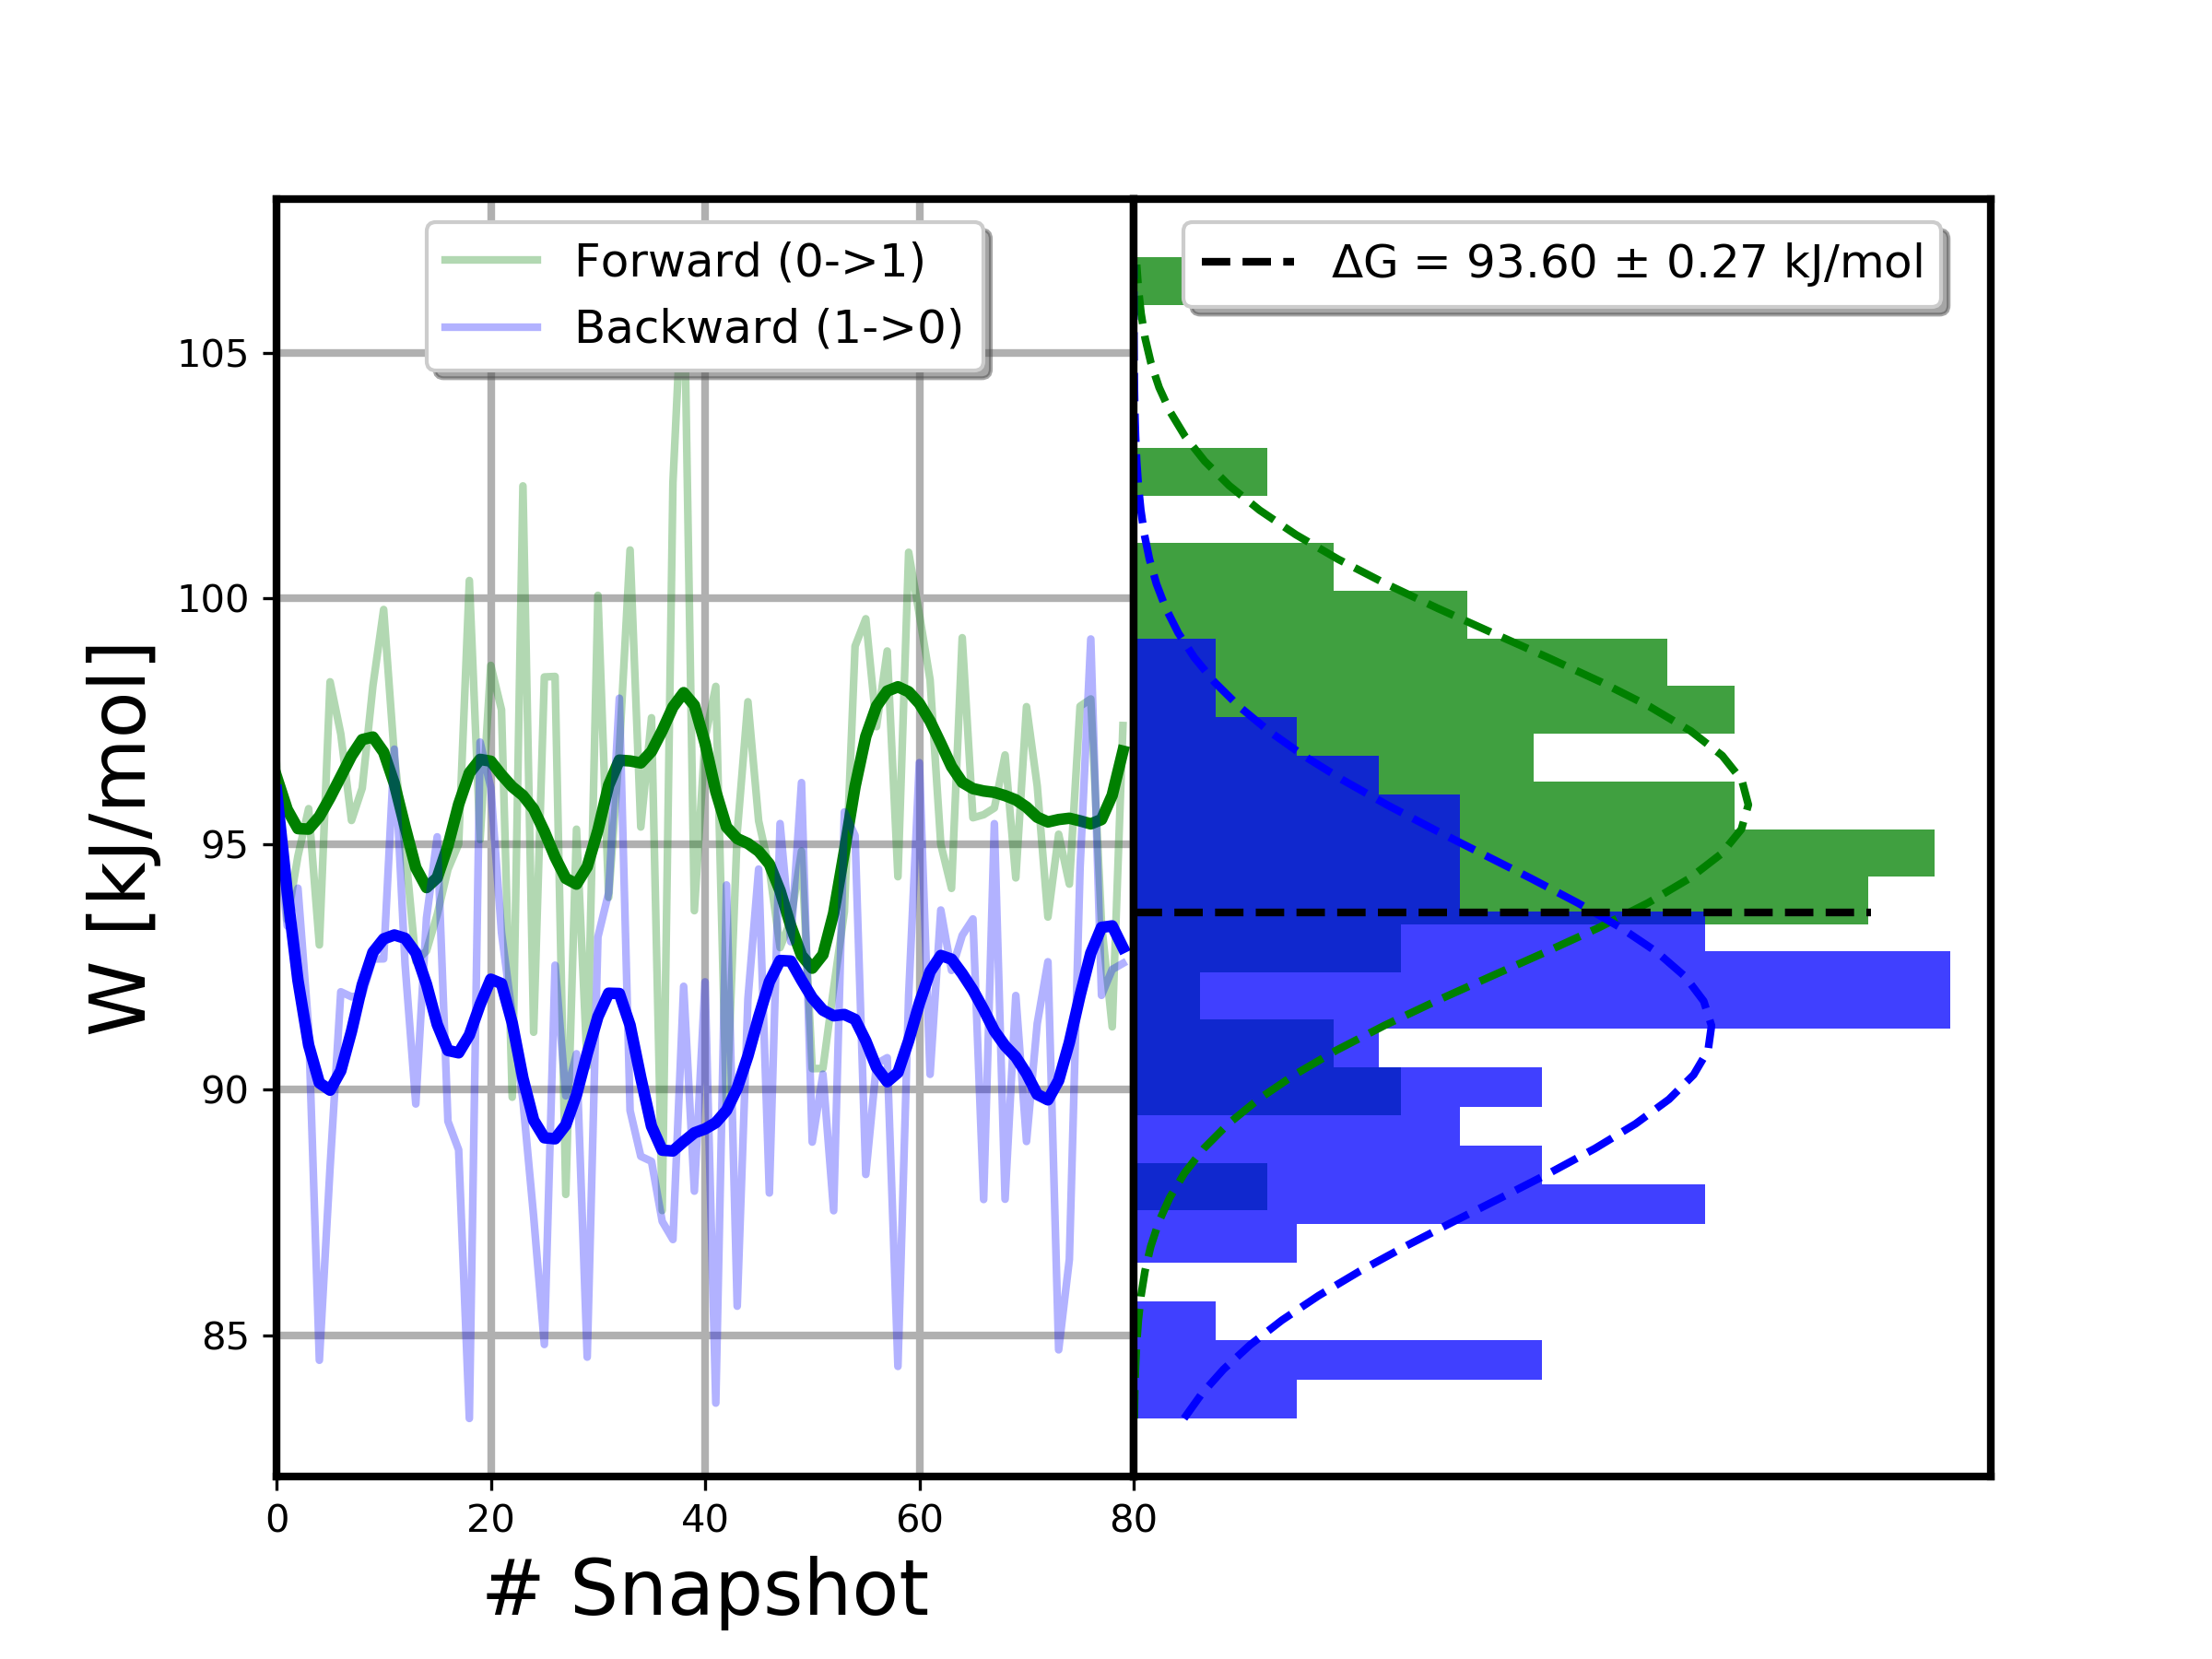 Forward (0->1)
Backward (1->0)
ΔG = 93.60 ± 0.27 kJ/mol
105
100
95
90
85
W [kJ/mol]
0 20 40 60 80
# Snapshot